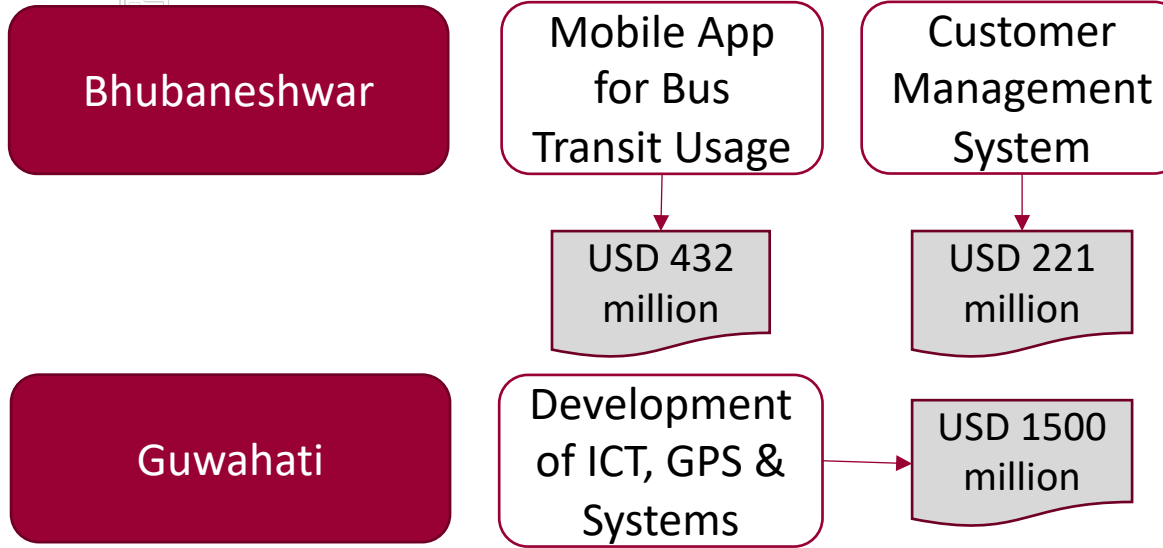 Bhubaneshwar
Mobile App
for Bus
Transit Usage
Customer
Management
System
USD 432
million
USD 221
million
Guwahati
Development
of ICT, GPS &
Systems
USD 1500
million